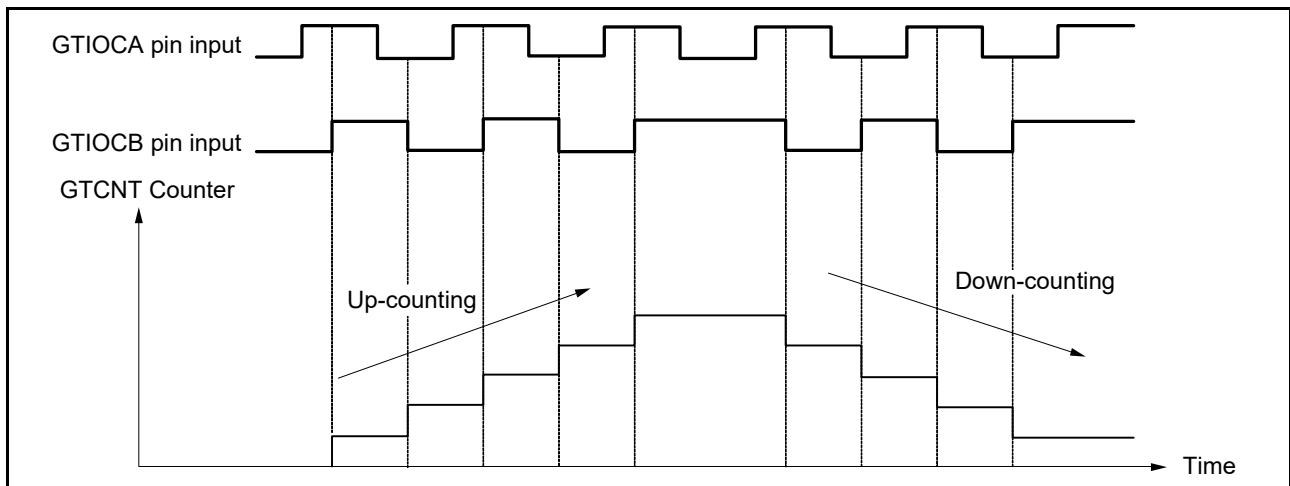 GTIOCA pin input
GTIOCB pin input
GTCNT Counter
Up-counting
Down-counting
Time